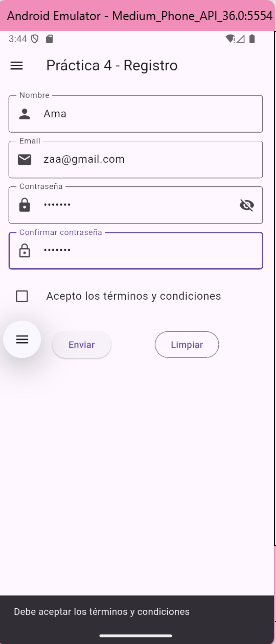 Android Emulator - Medium_Phone_API_36.0:5554
3:44
Práctica 4 - Registro
Nombre
Ama
Email
zaa@gmail.com
Contraseña
•••••••
Confirmar contraseña
•••••••
Acepto los términos y condiciones
Enviar
Limpiar
Debe aceptar los términos y condiciones